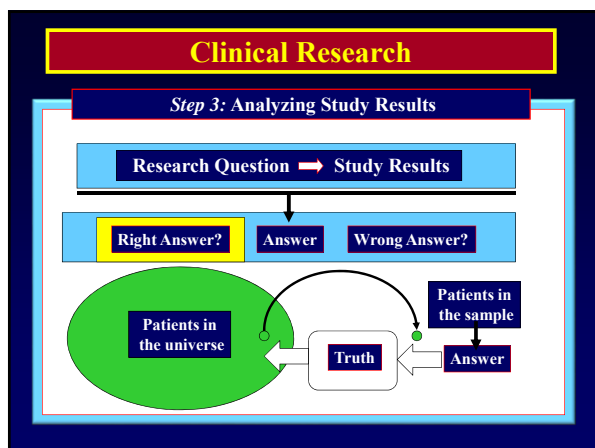 Clinical Research
Step 3: Analyzing Study Results
Research Question
Study Results
Right Answer?
Answer
Wrong Answer?
Patients in
the universe
Patients in
the sample
Truth
Answer